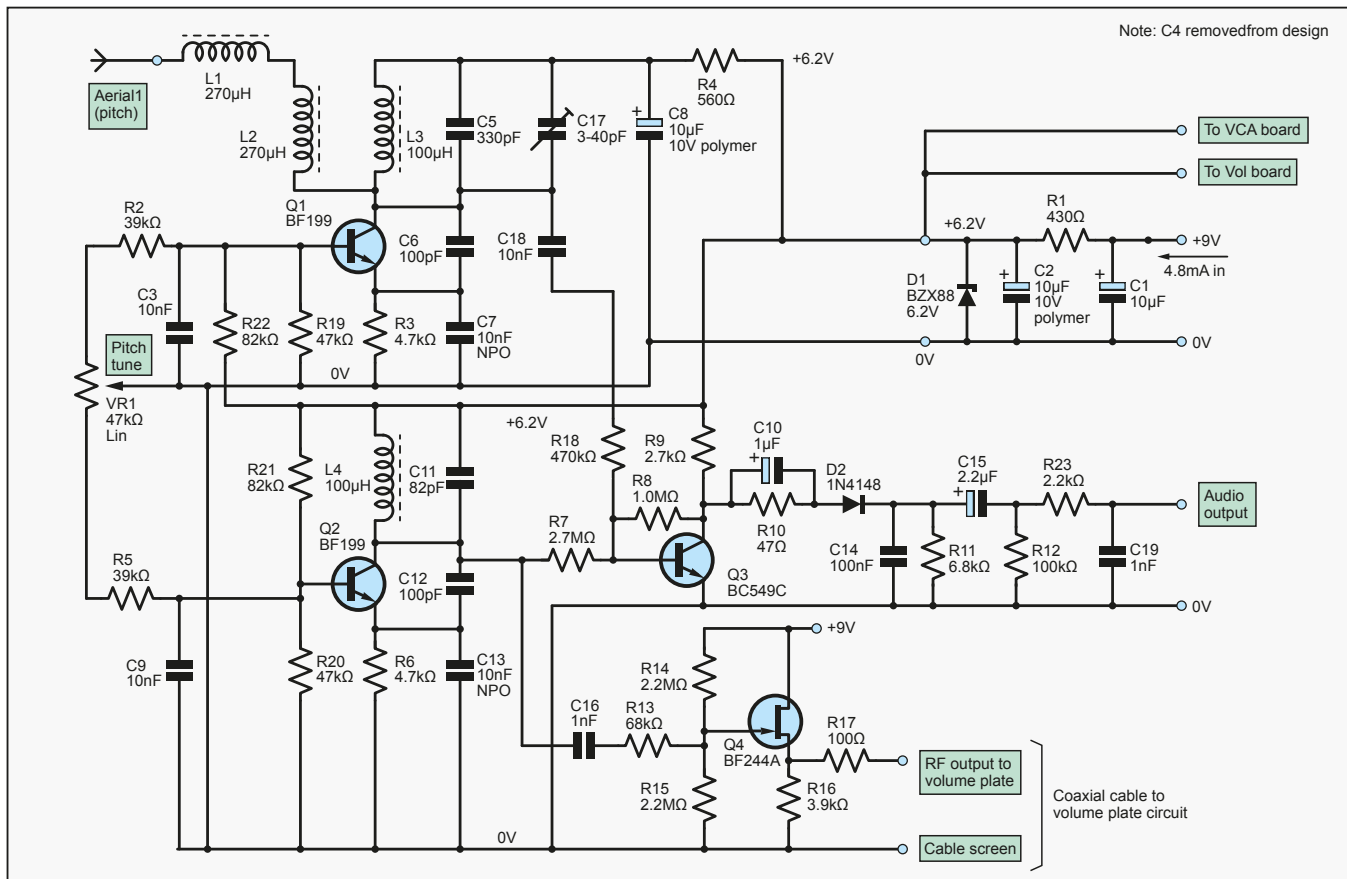 Note: C4 removedfrom design
Aerial1
(pitch)
L1
270µH
L2
270µH
L3
100µH
C5
330pF
C17
3-40pF
+
C8
10µF
10V polymer
R4
560Ω
+6.2V
To VCA board
To Vol board
R2
39kΩ
Q1
BF199
C6
100pF
C18
10nF
+6.2V
R1
430Ω
+9V
4.8mA in
C3
10nF
R22
82kΩ
R19
47kΩ
R3
4.7kΩ
C7
10nF
NPO
D1
BZX88
6.2V
+
C2
10µF
10V
polymer
+
C1
10µF
Pitch
tune
VR1
47kΩ
Lin
0V
0V
0V
+6.2V
R21
82kΩ
L4
100µH
C11
82pF
R18
470kΩ
R9
2.7kΩ
C10
1µF
+
R8
1.0MΩ
D2
1N4148
C15
2.2µF
+
R23
2.2kΩ
Audio
output
R5
39kΩ
Q2
BF199
C12
100pF
R7
2.7MΩ
R10
47Ω
Q3
BC549C
C14
100nF
R11
6.8kΩ
R12
100kΩ
C19
1nF
0V
C9
10nF
R20
47kΩ
R6
4.7kΩ
C13
10nF
NPO
+9V
R14
2.2MΩ
C16
1nF
R13
68kΩ
Q4
BF244A
R17
100Ω
R15
2.2MΩ
R16
3.9kΩ
RF output to
volume plate
Coaxial cable to
volume plate circuit
0V
Cable screen